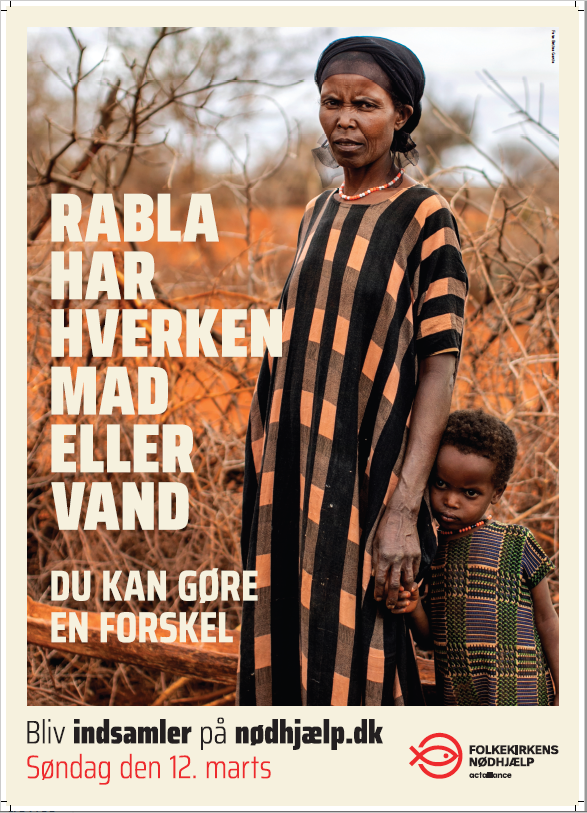 RABLA
HAR
HVERKEN
MAD
ELLER
VAND
DU KAN GØRE
EN FORSKEL
Bliv indsamler på nødhjælp.dk
Søndag den 12. marts
FOLKEKIRKENS
NØDHJÆLP